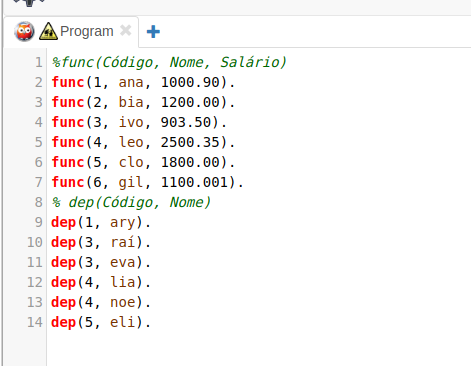 Program
1 %func(Código, Nome, Salário)
2 func(1, ana, 1000.90).
3 func(2, bia, 1200.00).
4 func(3, ivo, 903.50).
5 func(4, leo, 2500.35).
6 func(5, clo, 1800.00).
7 func(6, gil, 1100.001).
8 % dep(Código, Nome)
9 dep(1, ary).
10 dep(3, raí).
11 dep(3, eva).
12 dep(4, lia).
13 dep(4, noe).
14 dep(5, eli).